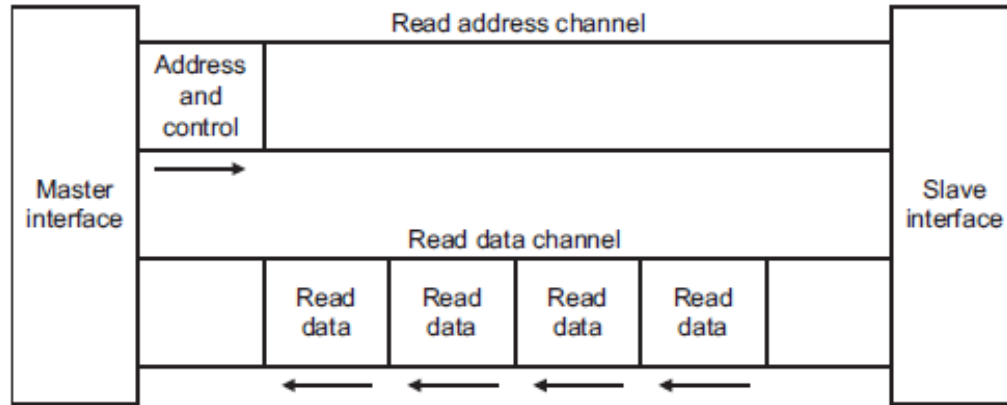 Read address channel
Address
and
control
Master
interface
Slave
interface
Read data channel
Read
data
Read
data
Read
data
Read
data